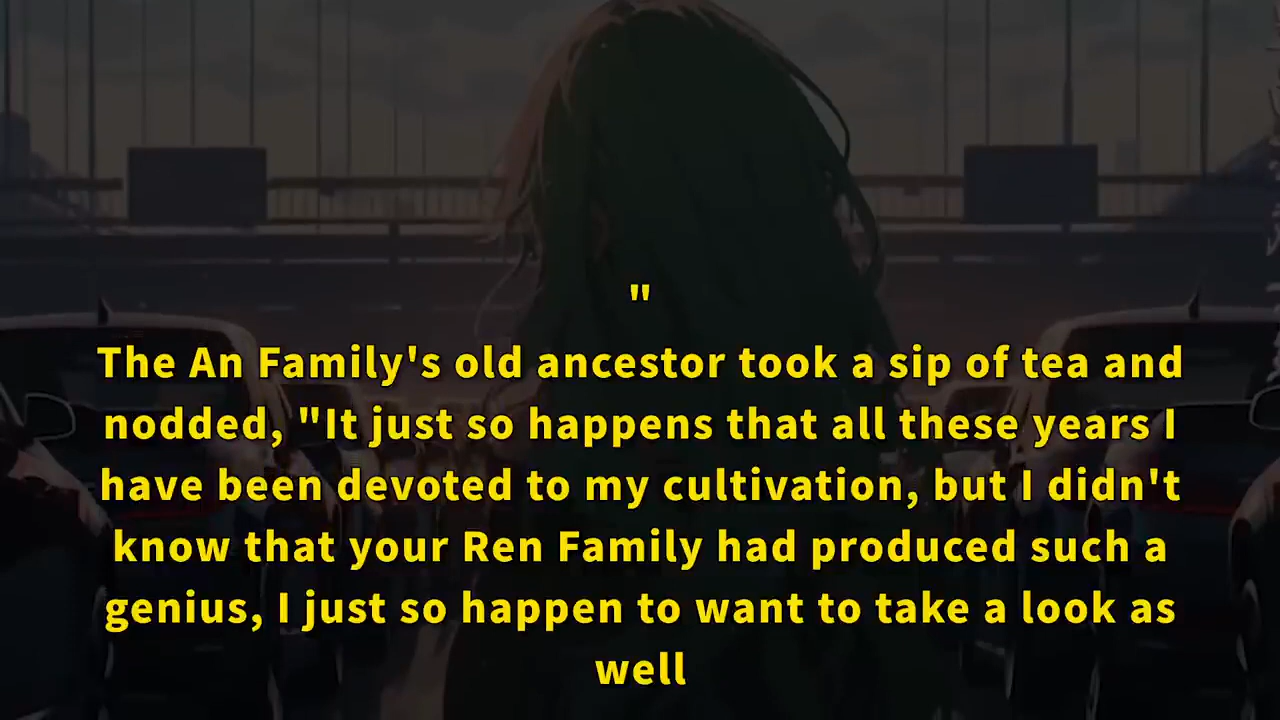 "
The An Family's old ancestor took a sip of tea and
nodded, "It just so happens that all these years I
have been devoted to my cultivation, but I didn't
know that your Ren Family had produced such a
genius, I just so happen to want to take a look as
well